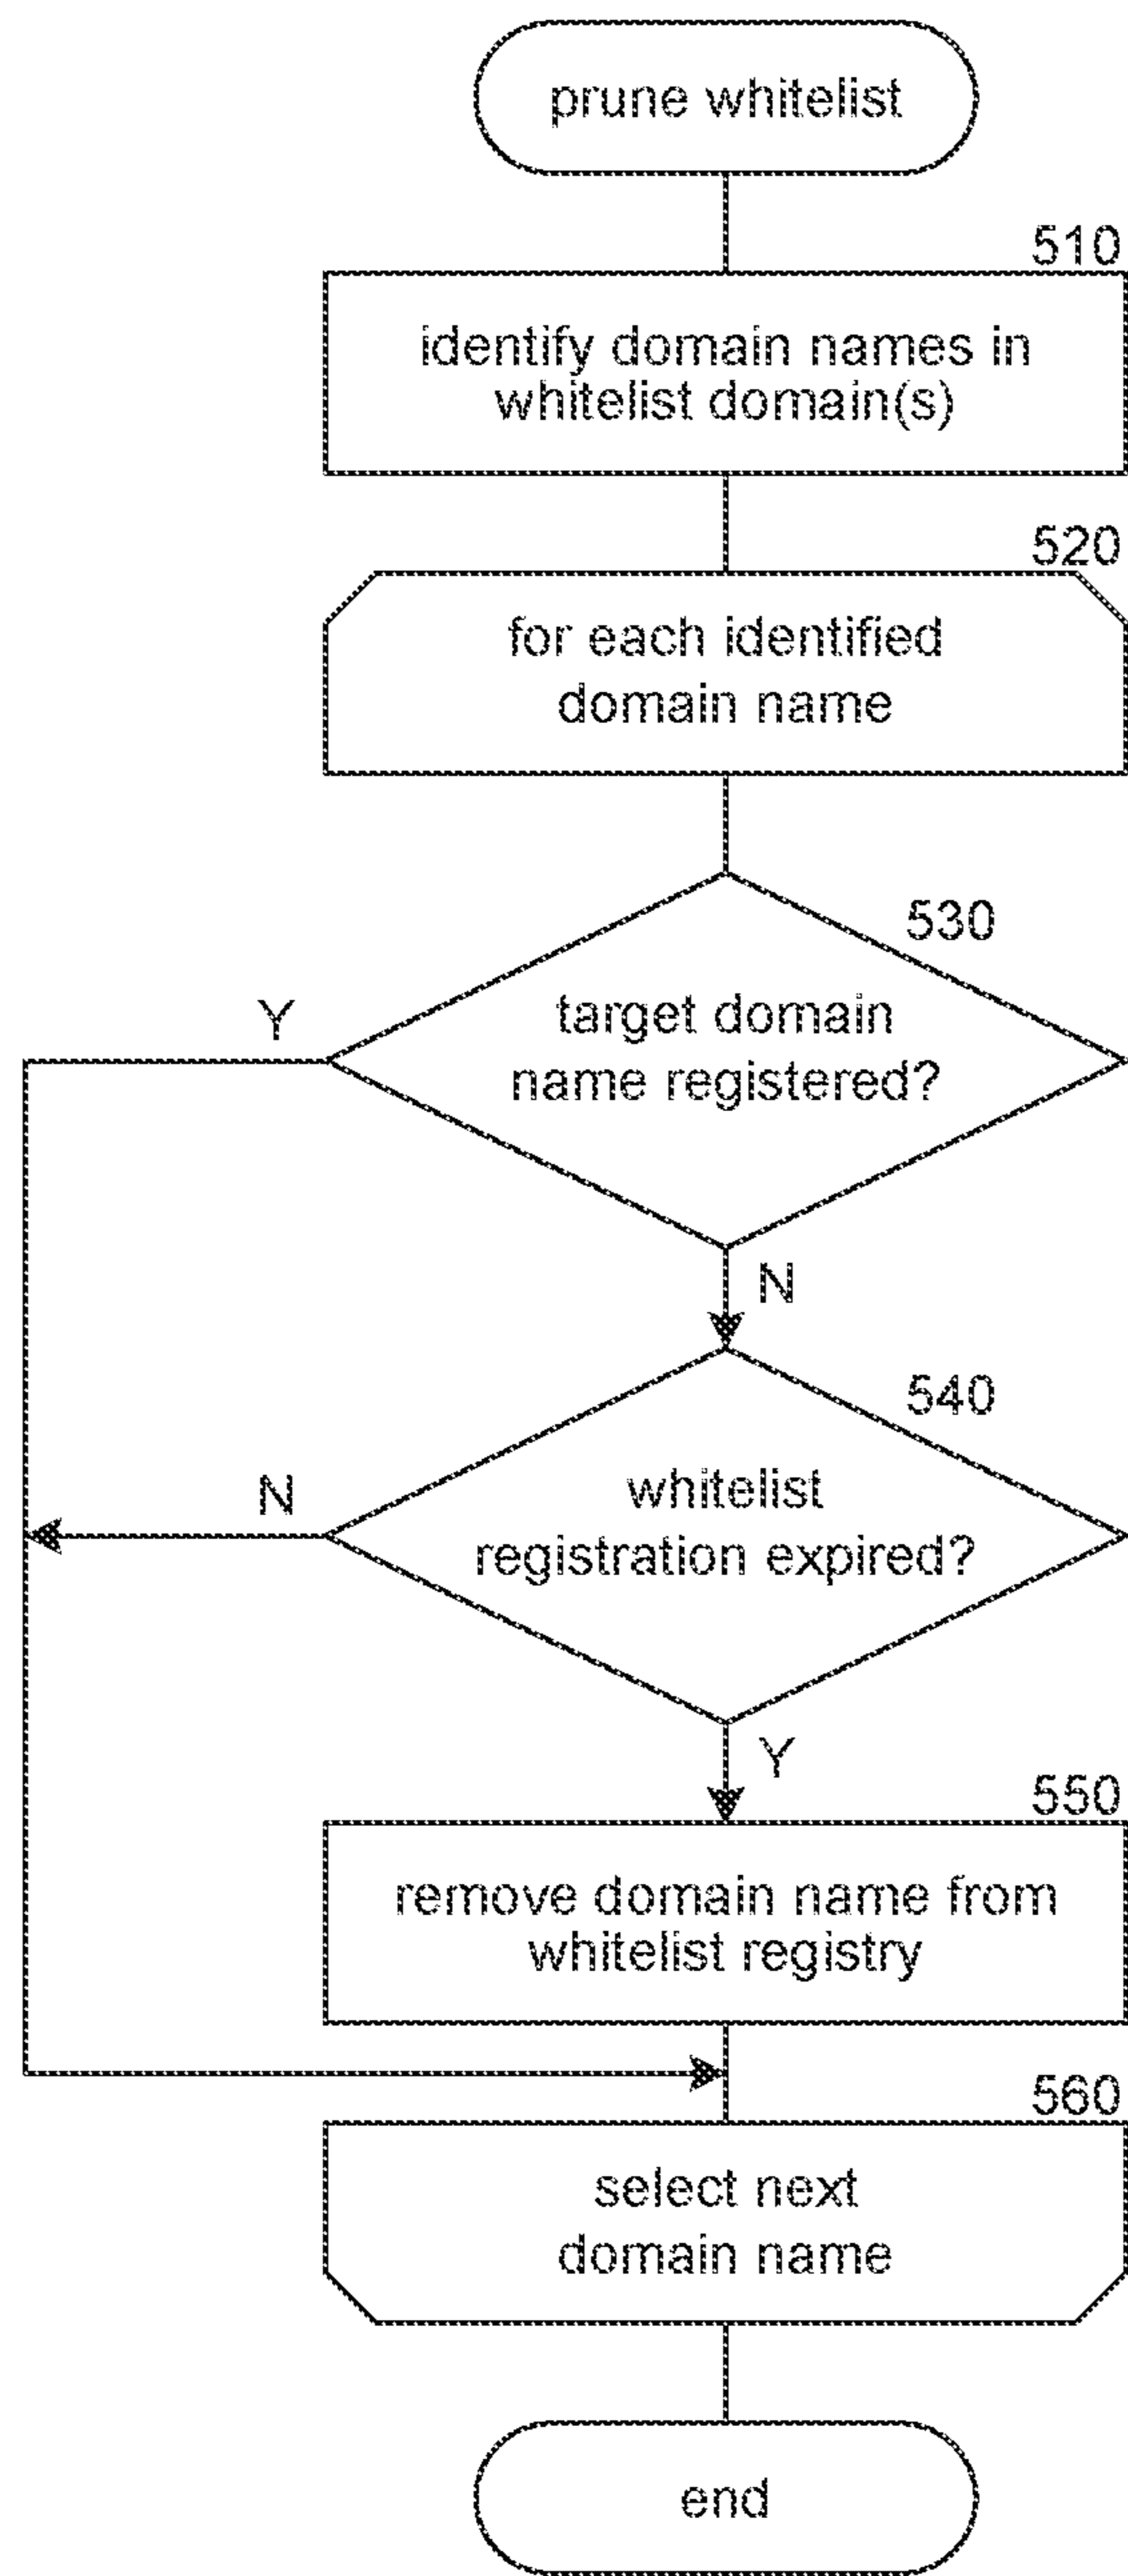 prune whitelist
510
identify domain names in
whitelist domain(s)
520
for each identified
domain name
530
target domain
name registered?
Y
N
540
whitelist
registration expired?
N
Y
550
remove domain name from
whitelist registry
560
select next
domain name
end